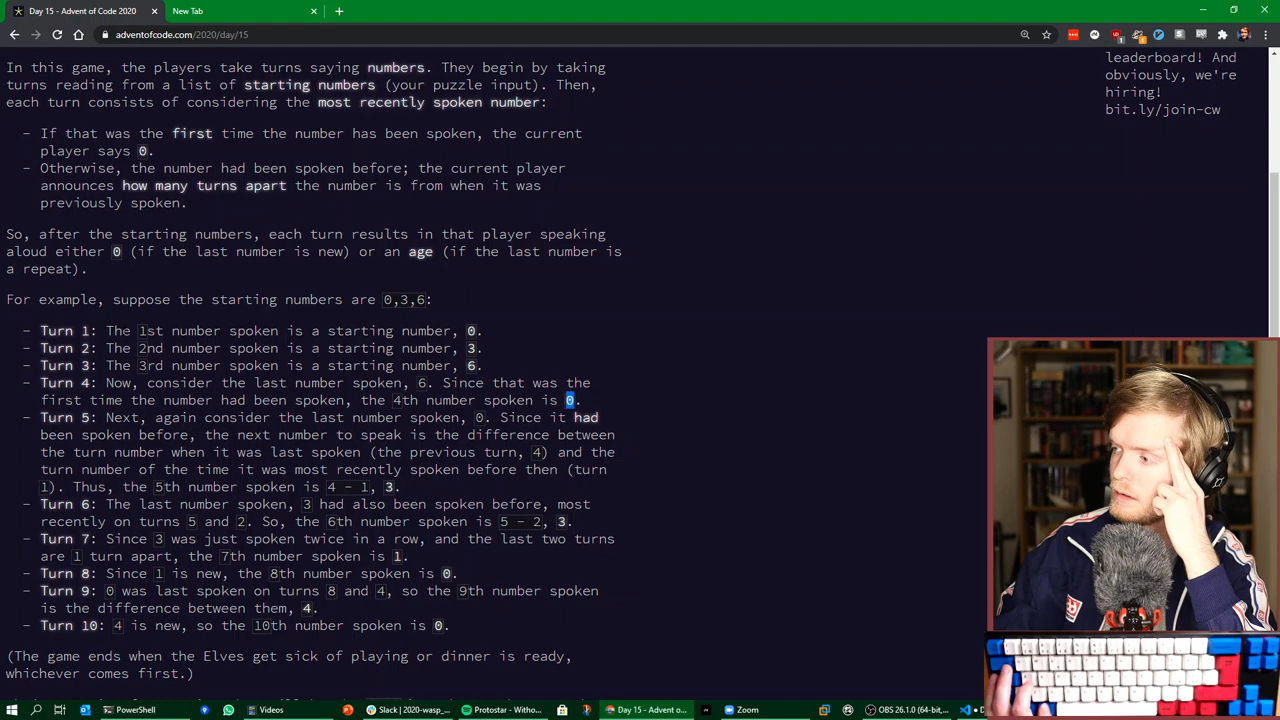 Day 15 - Advent of Code 2020
New Tab
adventofcode.com/2020/day/15
In this game, the players take turns saying numbers. They begin by taking
turns reading from a list of starting numbers (your puzzle input). Then,
each turn consists of considering the most recently spoken number:
- If that was the first time the number has been spoken, the current
player says 0.
- Otherwise, the number had been spoken before; the current player
announces how many turns apart the number is from when it was
previously spoken.
So, after the starting numbers, each turn results in that player speaking
aloud either 0 (if the last number is new) or an age (if the last number is
a repeat).
For example, suppose the starting numbers are 0,3,6:
- Turn 1: The 1st number spoken is a starting number, 0.
- Turn 2: The 2nd number spoken is a starting number, 3.
- Turn 3: The 3rd number spoken is a starting number, 6.
- Turn 4: Now, consider the last number spoken, 6. Since that was the
first time the number had been spoken, the 4th number spoken is 0.
- Turn 5: Next, again consider the last number spoken, 0. Since it had
been spoken before, the next number to speak is the difference between
the turn number when it was last spoken (the previous turn, 4) and the
turn number of the time it was most recently spoken before then (turn
1). Thus, the 5th number spoken is 4 - 1, 3.
- Turn 6: The last number spoken, 3 had also been spoken before, most
recently on turns 5 and 2. So, the 6th number spoken is 5 - 2, 3.
- Turn 7: Since 3 was just spoken twice in a row, and the last two turns
are 1 turn apart, the 7th number spoken is 1.
- Turn 8: Since 1 is new, the 8th number spoken is 0.
- Turn 9: 0 was last spoken on turns 8 and 4, so the 9th number spoken
is the difference between them, 4.
- Turn 10: 4 is new, so the 10th number spoken is 0.
(The game ends when the Elves get sick of playing or dinner is ready,
whichever comes first.)
leaderboard! And
obviously, we're
hiring!
bit.ly/join-cw
PowerShell
Videos
Slack | 2020-wasp_...
Protostar - Witho...
Day 15 - Advent o...
Zoom
OBS 26.1.0 (64-bit,...